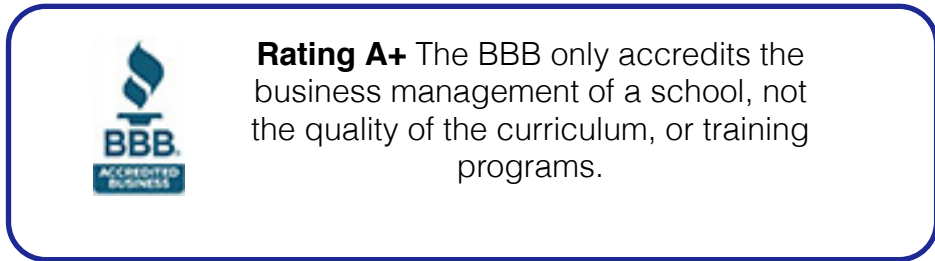 BBB.
ACCREDITED
BUSINESS
Rating A+ The BBB only accredits the
business management of a school, not
the quality of the curriculum, or training
programs.